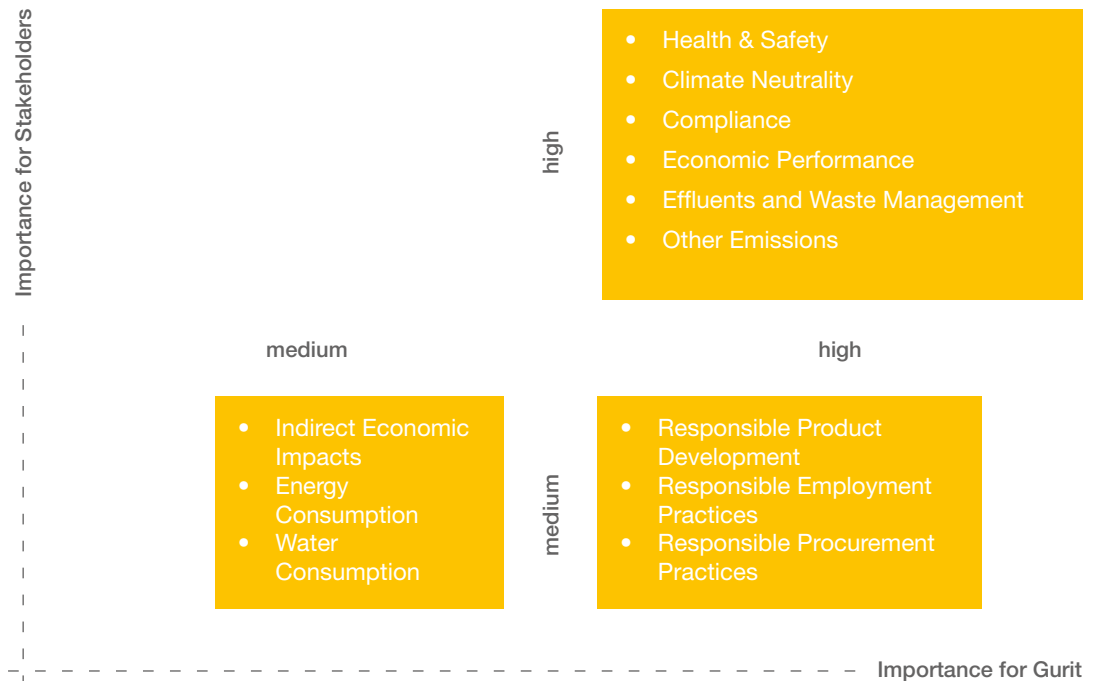 Importance for Stakeholders
high
Health & Safety
Climate Neutrality
Compliance
Economic Performance
Effluents and Waste Management
Other Emissions
medium
high
Indirect Economic
Impacts
Energy
Consumption
Water
Consumption
medium
Responsible Product
Development
Responsible Employment
Practices
Responsible Procurement
Practices
Importance for Gurit